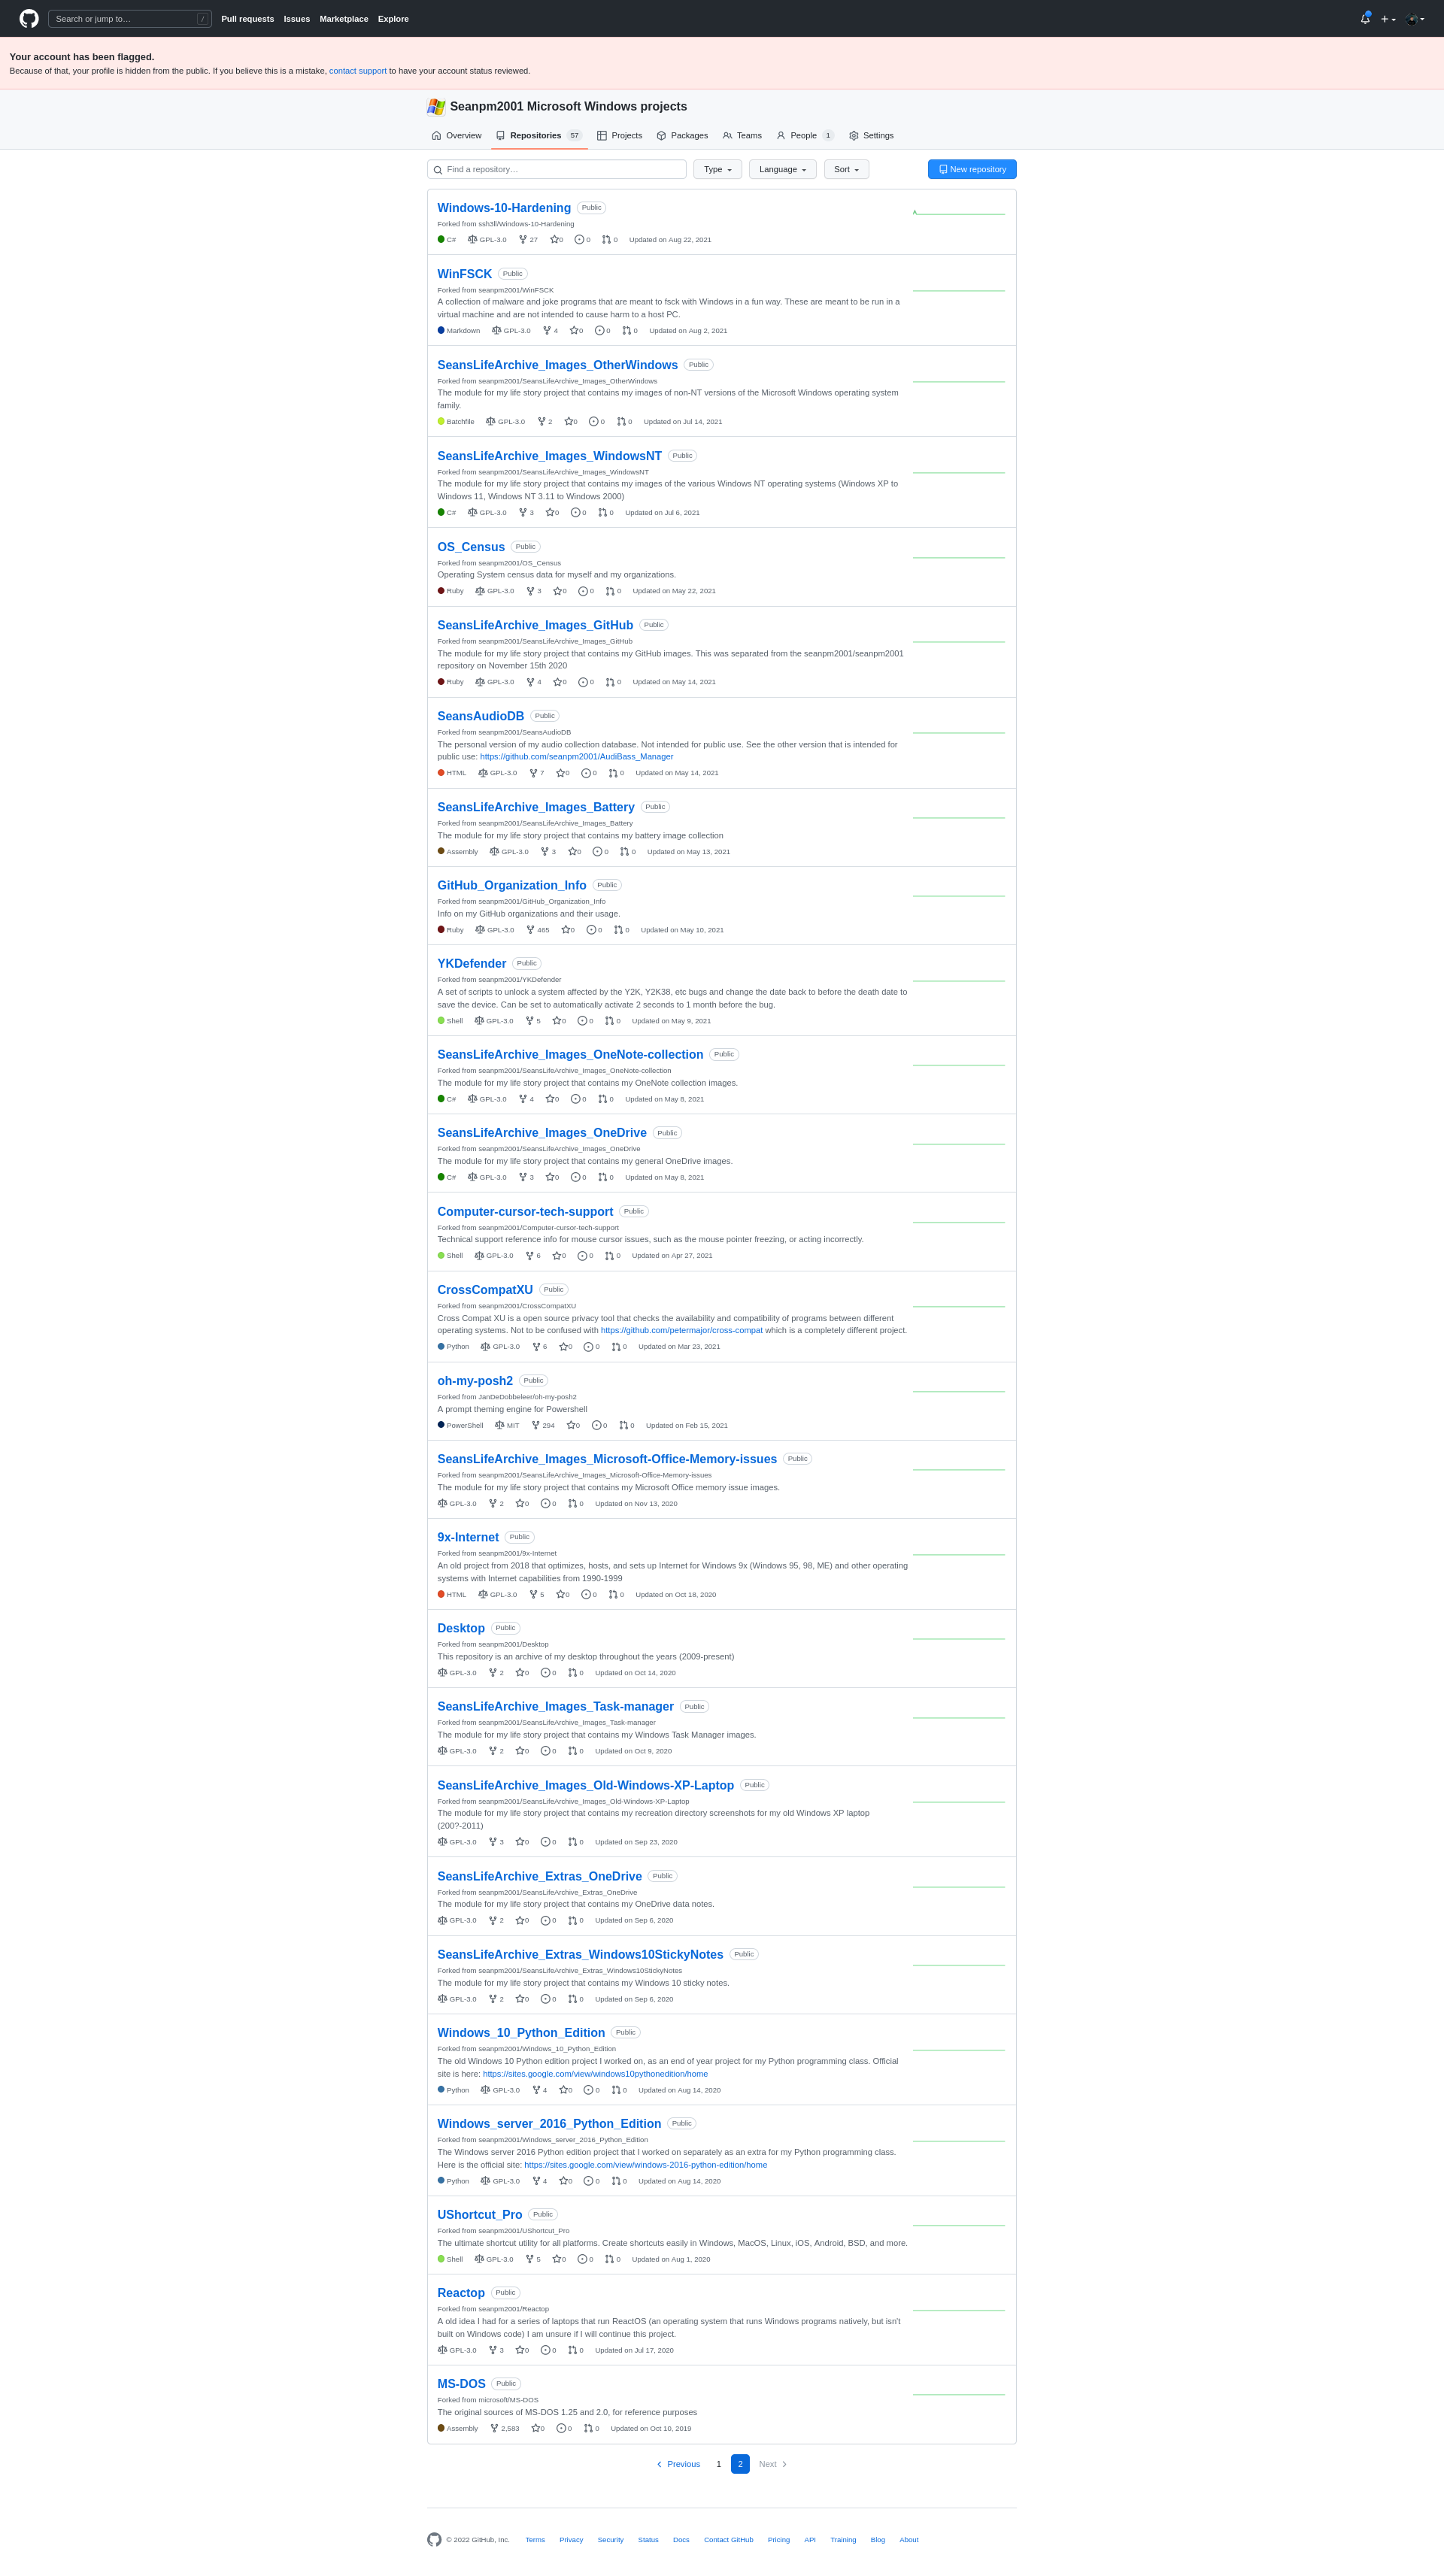 Search or jump to… /
Pull requests Issues Marketplace Explore
Your account has been flagged.
Because of that, your profile is hidden from the public. If you believe this is a mistake, contact support to have your account status reviewed.
Seanpm2001 Microsoft Windows projects
Overview Repositories 57 Projects Packages Teams People 1 Settings
Find a repository… Type Language Sort New repository
Windows-10-Hardening Public
Forked from ssh3ll/Windows-10-Hardening
C# GPL-3.0 27 0 0 0 Updated on Aug 22, 2021
WinFSCK Public
Forked from seanpm2001/WinFSCK
A collection of malware and joke programs that are meant to fsck with Windows in a fun way. These are meant to be run in a
virtual machine and are not intended to cause harm to a host PC.
Markdown GPL-3.0 4 0 0 0 Updated on Aug 2, 2021
SeansLifeArchive_Images_OtherWindows Public
Forked from seanpm2001/SeansLifeArchive_Images_OtherWindows
The module for my life story project that contains my images of non-NT versions of the Microsoft Windows operating system
family.
Batchfile GPL-3.0 2 0 0 0 Updated on Jul 14, 2021
SeansLifeArchive_Images_WindowsNT Public
Forked from seanpm2001/SeansLifeArchive_Images_WindowsNT
The module for my life story project that contains my images of the various Windows NT operating systems (Windows XP to
Windows 11, Windows NT 3.11 to Windows 2000)
C# GPL-3.0 3 0 0 0 Updated on Jul 6, 2021
OS_Census Public
Forked from seanpm2001/OS_Census
Operating System census data for myself and my organizations.
Ruby GPL-3.0 3 0 0 0 Updated on May 22, 2021
SeansLifeArchive_Images_GitHub Public
Forked from seanpm2001/SeansLifeArchive_Images_GitHub
The module for my life story project that contains my GitHub images. This was separated from the seanpm2001/seanpm2001
repository on November 15th 2020
Ruby GPL-3.0 4 0 0 0 Updated on May 14, 2021
SeansAudioDB Public
Forked from seanpm2001/SeansAudioDB
The personal version of my audio collection database. Not intended for public use. See the other version that is intended for
public use: https://github.com/seanpm2001/AudiBass_Manager
HTML GPL-3.0 7 0 0 0 Updated on May 14, 2021
SeansLifeArchive_Images_Battery Public
Forked from seanpm2001/SeansLifeArchive_Images_Battery
The module for my life story project that contains my battery image collection
Assembly GPL-3.0 3 0 0 0 Updated on May 13, 2021
GitHub_Organization_Info Public
Forked from seanpm2001/GitHub_Organization_Info
Info on my GitHub organizations and their usage.
Ruby GPL-3.0 465 0 0 0 Updated on May 10, 2021
YKDefender Public
Forked from seanpm2001/YKDefender
A set of scripts to unlock a system affected by the Y2K, Y2K38, etc bugs and change the date back to before the death date to
save the device. Can be set to automatically activate 2 seconds to 1 month before the bug.
Shell GPL-3.0 5 0 0 0 Updated on May 9, 2021
SeansLifeArchive_Images_OneNote-collection Public
Forked from seanpm2001/SeansLifeArchive_Images_OneNote-collection
The module for my life story project that contains my OneNote collection images.
C# GPL-3.0 4 0 0 0 Updated on May 8, 2021
SeansLifeArchive_Images_OneDrive Public
Forked from seanpm2001/SeansLifeArchive_Images_OneDrive
The module for my life story project that contains my general OneDrive images.
C# GPL-3.0 3 0 0 0 Updated on May 8, 2021
Computer-cursor-tech-support Public
Forked from seanpm2001/Computer-cursor-tech-support
Technical support reference info for mouse cursor issues, such as the mouse pointer freezing, or acting incorrectly.
Shell GPL-3.0 6 0 0 0 Updated on Apr 27, 2021
CrossCompatXU Public
Forked from seanpm2001/CrossCompatXU
Cross Compat XU is a open source privacy tool that checks the availability and compatibility of programs between different
operating systems. Not to be confused with https://github.com/petermajor/cross-compat which is a completely different project.
Python GPL-3.0 6 0 0 0 Updated on Mar 23, 2021
oh-my-posh2 Public
Forked from JanDeDobbeleer/oh-my-posh2
A prompt theming engine for Powershell
PowerShell MIT 294 0 0 0 Updated on Feb 15, 2021
SeansLifeArchive_Images_Microsoft-Office-Memory-issues Public
Forked from seanpm2001/SeansLifeArchive_Images_Microsoft-Office-Memory-issues
The module for my life story project that contains my Microsoft Office memory issue images.
GPL-3.0 2 0 0 0 Updated on Nov 13, 2020
9x-Internet Public
Forked from seanpm2001/9x-Internet
An old project from 2018 that optimizes, hosts, and sets up Internet for Windows 9x (Windows 95, 98, ME) and other operating
systems with Internet capabilities from 1990-1999
HTML GPL-3.0 5 0 0 0 Updated on Oct 18, 2020
Desktop Public
Forked from seanpm2001/Desktop
This repository is an archive of my desktop throughout the years (2009-present)
GPL-3.0 2 0 0 0 Updated on Oct 14, 2020
SeansLifeArchive_Images_Task-manager Public
Forked from seanpm2001/SeansLifeArchive_Images_Task-manager
The module for my life story project that contains my Windows Task Manager images.
GPL-3.0 2 0 0 0 Updated on Oct 9, 2020
SeansLifeArchive_Images_Old-Windows-XP-Laptop Public
Forked from seanpm2001/SeansLifeArchive_Images_Old-Windows-XP-Laptop
The module for my life story project that contains my recreation directory screenshots for my old Windows XP laptop
(200?-2011)
GPL-3.0 3 0 0 0 Updated on Sep 23, 2020
SeansLifeArchive_Extras_OneDrive Public
Forked from seanpm2001/SeansLifeArchive_Extras_OneDrive
The module for my life story project that contains my OneDrive data notes.
GPL-3.0 2 0 0 0 Updated on Sep 6, 2020
SeansLifeArchive_Extras_Windows10StickyNotes Public
Forked from seanpm2001/SeansLifeArchive_Extras_Windows10StickyNotes
The module for my life story project that contains my Windows 10 sticky notes.
GPL-3.0 2 0 0 0 Updated on Sep 6, 2020
Windows_10_Python_Edition Public
Forked from seanpm2001/Windows_10_Python_Edition
The old Windows 10 Python edition project I worked on, as an end of year project for my Python programming class. Official
site is here: https://sites.google.com/view/windows10pythonedition/home
Python GPL-3.0 4 0 0 0 Updated on Aug 14, 2020
Windows_server_2016_Python_Edition Public
Forked from seanpm2001/Windows_server_2016_Python_Edition
The Windows server 2016 Python edition project that I worked on separately as an extra for my Python programming class.
Here is the official site: https://sites.google.com/view/windows-2016-python-edition/home
Python GPL-3.0 4 0 0 0 Updated on Aug 14, 2020
UShortcut_Pro Public
Forked from seanpm2001/UShortcut_Pro
The ultimate shortcut utility for all platforms. Create shortcuts easily in Windows, MacOS, Linux, iOS, Android, BSD, and more.
Shell GPL-3.0 5 0 0 0 Updated on Aug 1, 2020
Reactop Public
Forked from seanpm2001/Reactop
A old idea I had for a series of laptops that run ReactOS (an operating system that runs Windows programs natively, but isn't
built on Windows code) I am unsure if I will continue this project.
GPL-3.0 3 0 0 0 Updated on Jul 17, 2020
MS-DOS Public
Forked from microsoft/MS-DOS
The original sources of MS-DOS 1.25 and 2.0, for reference purposes
Assembly 2,583 0 0 0 Updated on Oct 10, 2019
Previous 1 2 Next
© 2022 GitHub, Inc. Terms Privacy Security Status Docs Contact GitHub Pricing API Training Blog About